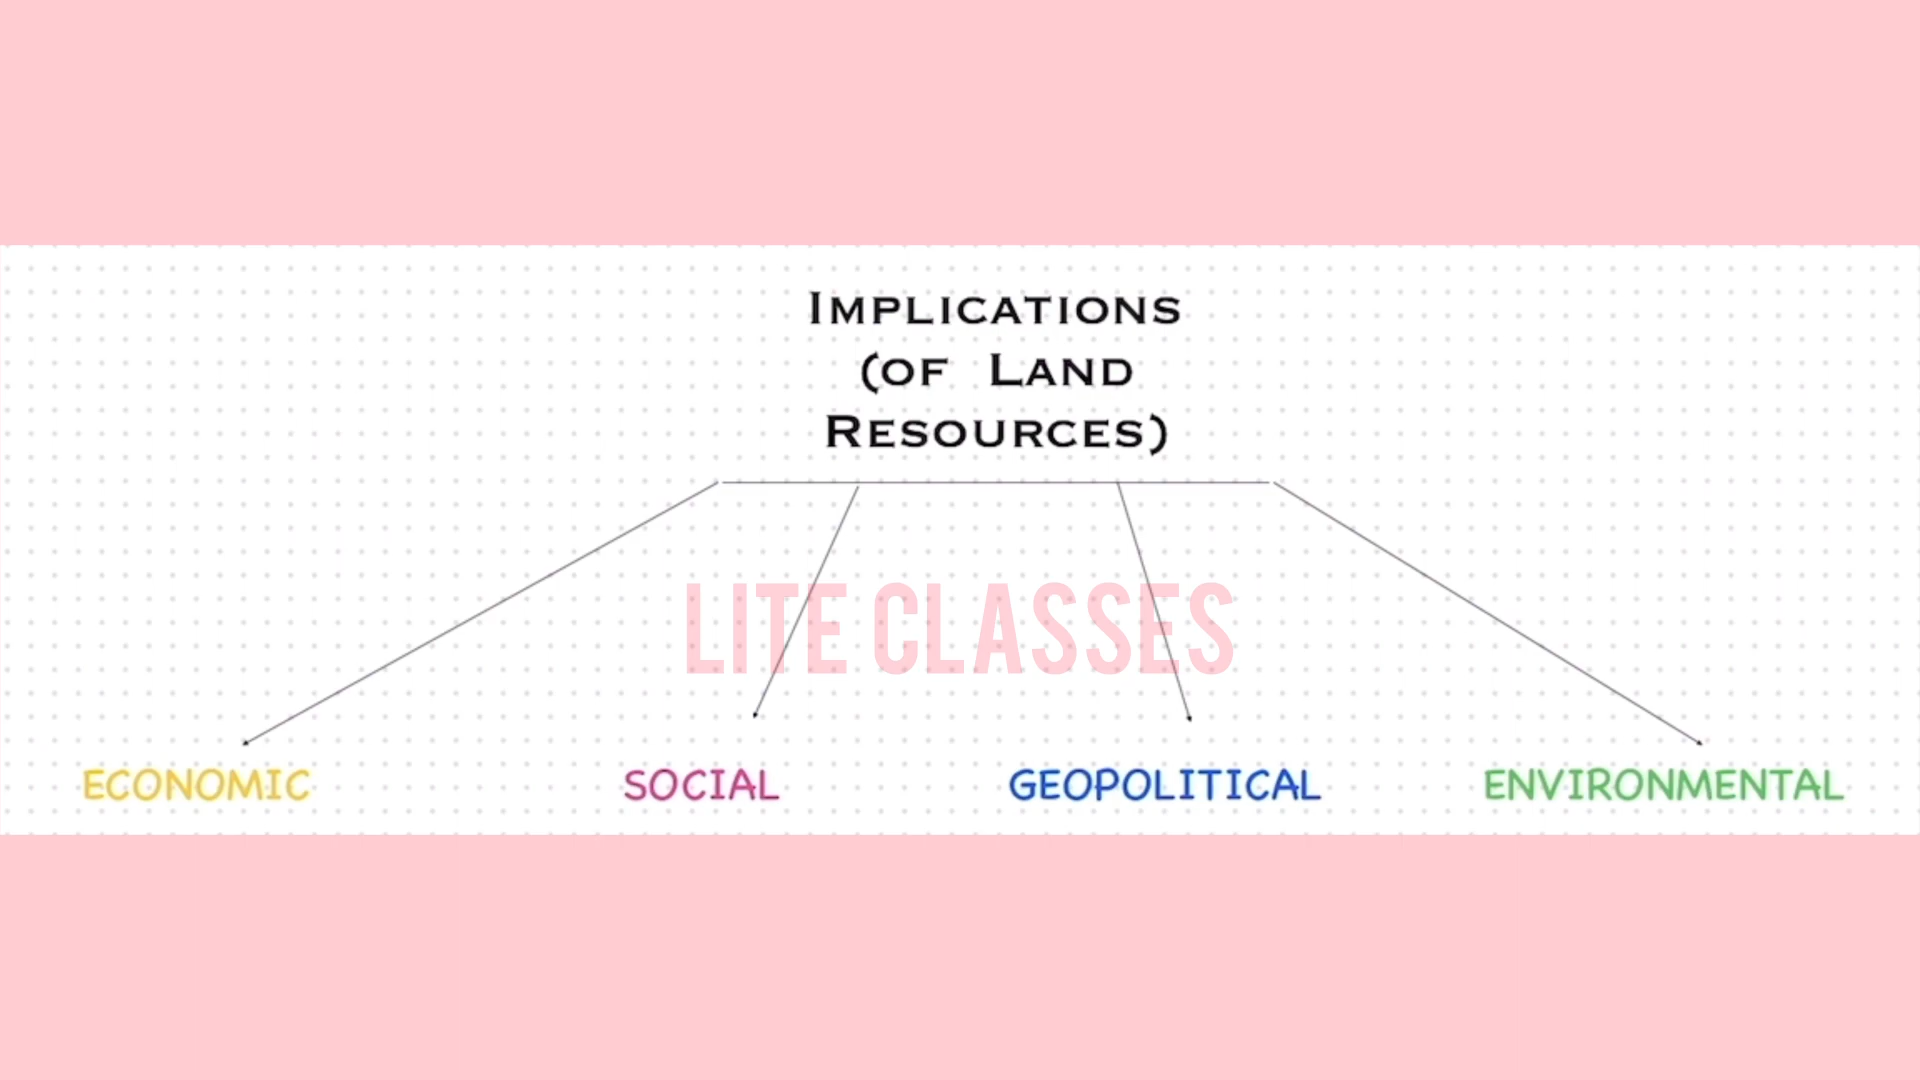 Implications
(of Land
Resources)
LITE CLASSES
ECONOMIC
SOCIAL
GEOPOLITICAL
ENVIRONMENTAL